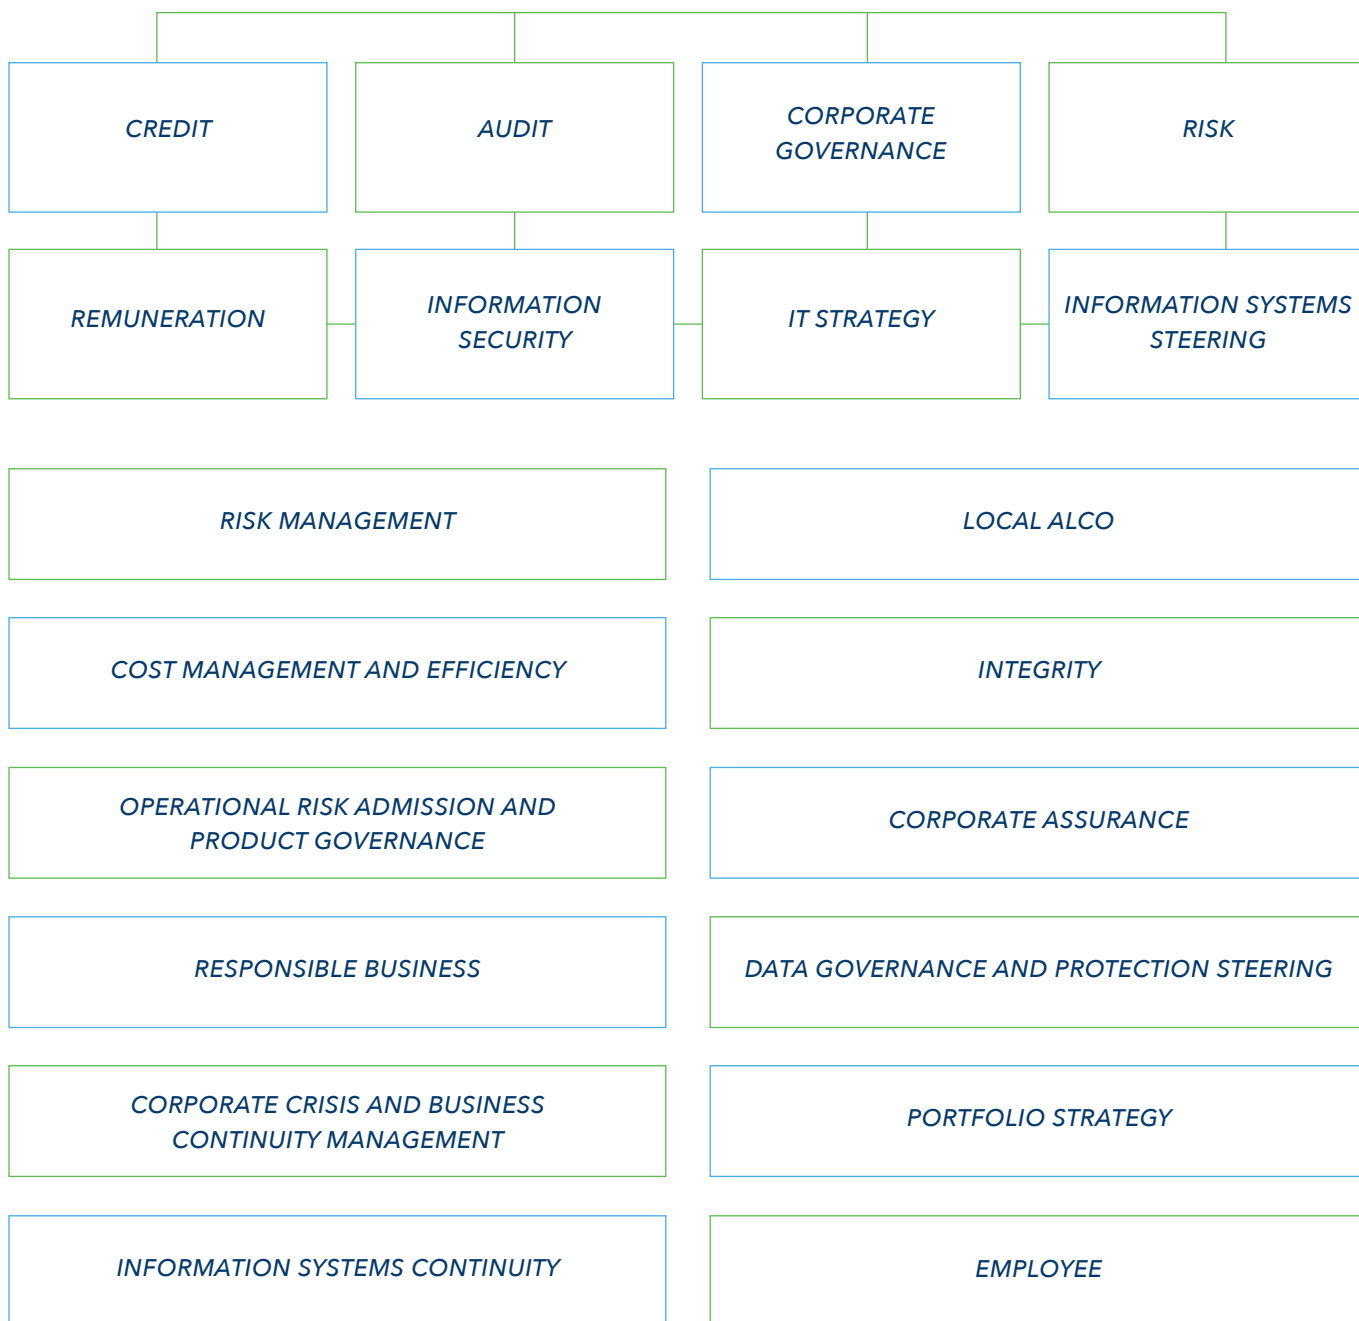 CREDIT
AUDIT
CORPORATE
GOVERNANCE
RISK
REMUNERATION
INFORMATION
SECURITY
IT STRATEGY
INFORMATION SYSTEMS
STEERING
RISK MANAGEMENT
LOCAL ALCO
COST MANAGEMENT AND EFFICIENCY
INTEGRITY
OPERATIONAL RISK ADMISSION AND
PRODUCT GOVERNANCE
CORPORATE ASSURANCE
RESPONSIBLE BUSINESS
DATA GOVERNANCE AND PROTECTION STEERING
CORPORATE CRISIS AND BUSINESS
CONTINUITY MANAGEMENT
PORTFOLIO STRATEGY
INFORMATION SYSTEMS CONTINUITY
EMPLOYEE